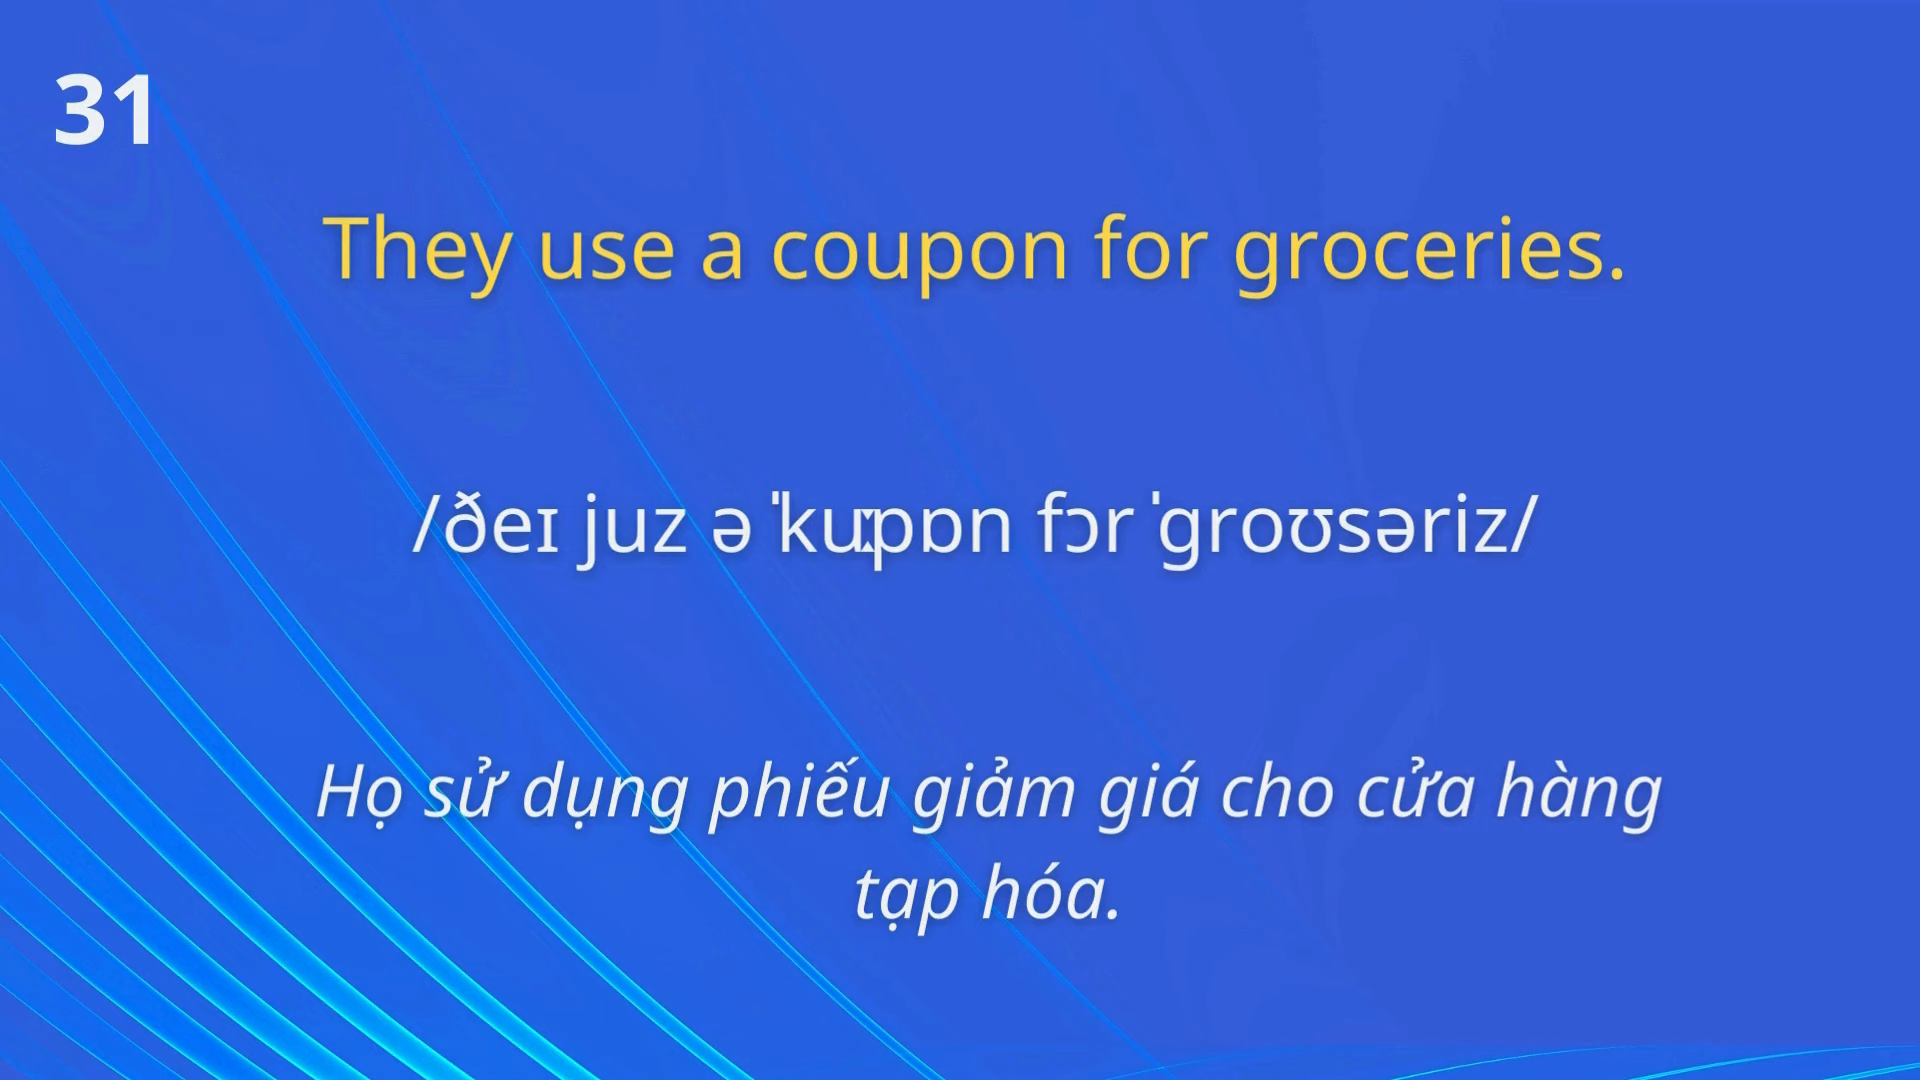 31
They use a coupon for groceries.
/ðeɪ juz ə ˈkuːpɒn fɔr ˈgroʊsəriz/
Họ sử dụng phiếu giảm giá cho cửa hàng
tạp hóa.